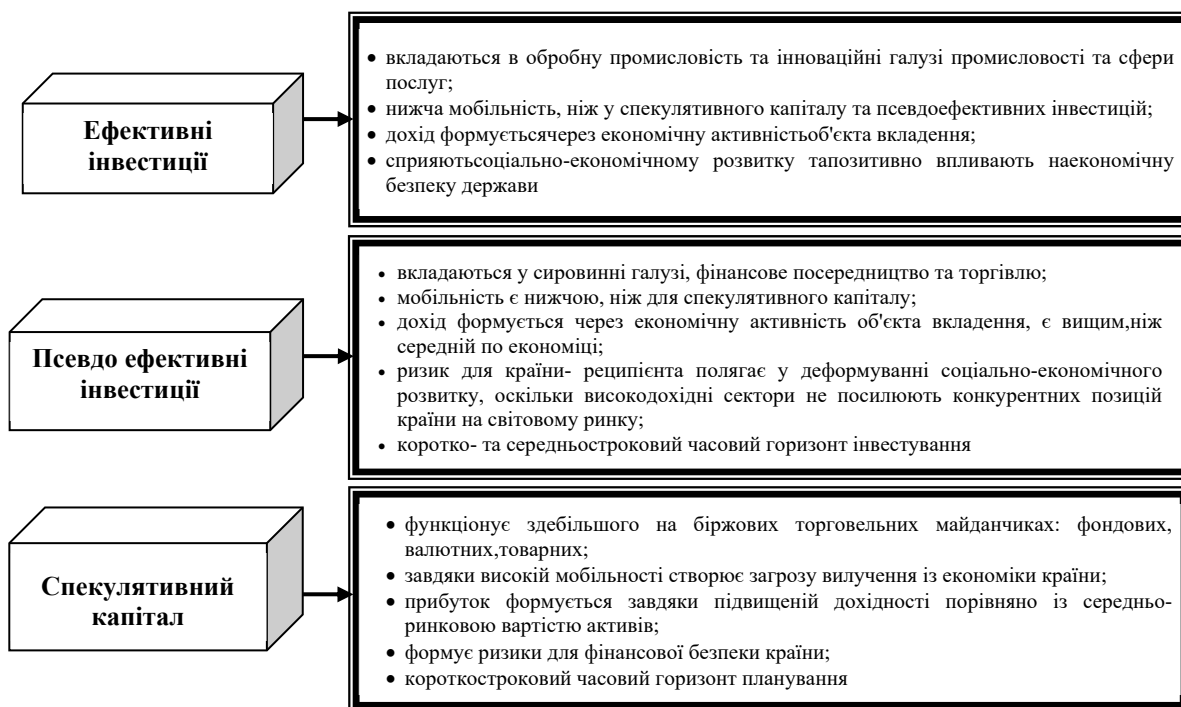 Ефективні
інвестиції
• вкладаються в обробну промисловість та інноваційні галузі промисловості та сфери
послуг;
• нижча мобільність, ніж у спекулятивного капіталу та псевдоефективних інвестицій;
• дохід формуєтьсячерез економічну активністьоб'єкта вкладення;
• сприяютьсоціально-економічному розвитку тапозитивно впливають наекономічну
безпеку держави
Псевдо ефективні
інвестиції
• вкладаються у сировинні галузі, фінансове посередництво та торгівлю;
• мобільність є нижчою, ніж для спекулятивного капіталу;
• дохід формується через економічну активність об'єкта вкладення, є вищим,ніж
середній по економіці;
• ризик для країни- реципієнта полягає у деформуванні соціально-економічного
розвитку, оскільки високодохідні сектори не посилюють конкурентних позицій
країни на світовому ринку;
• коротко- та середньостроковий часовий горизонт інвестування
Спекулятивний
капітал
• функціонує здебільшого на біржових торговельних майданчиках: фондових,
валютних,товарних;
• завдяки високій мобільності створює загрозу вилучення із економіки країни;
• прибуток формується завдяки підвищеній дохідності порівняно із середньо-
ринковою вартістю активів;
• формує ризики для фінансової безпеки країни;
• короткостроковий часовий горизонт планування